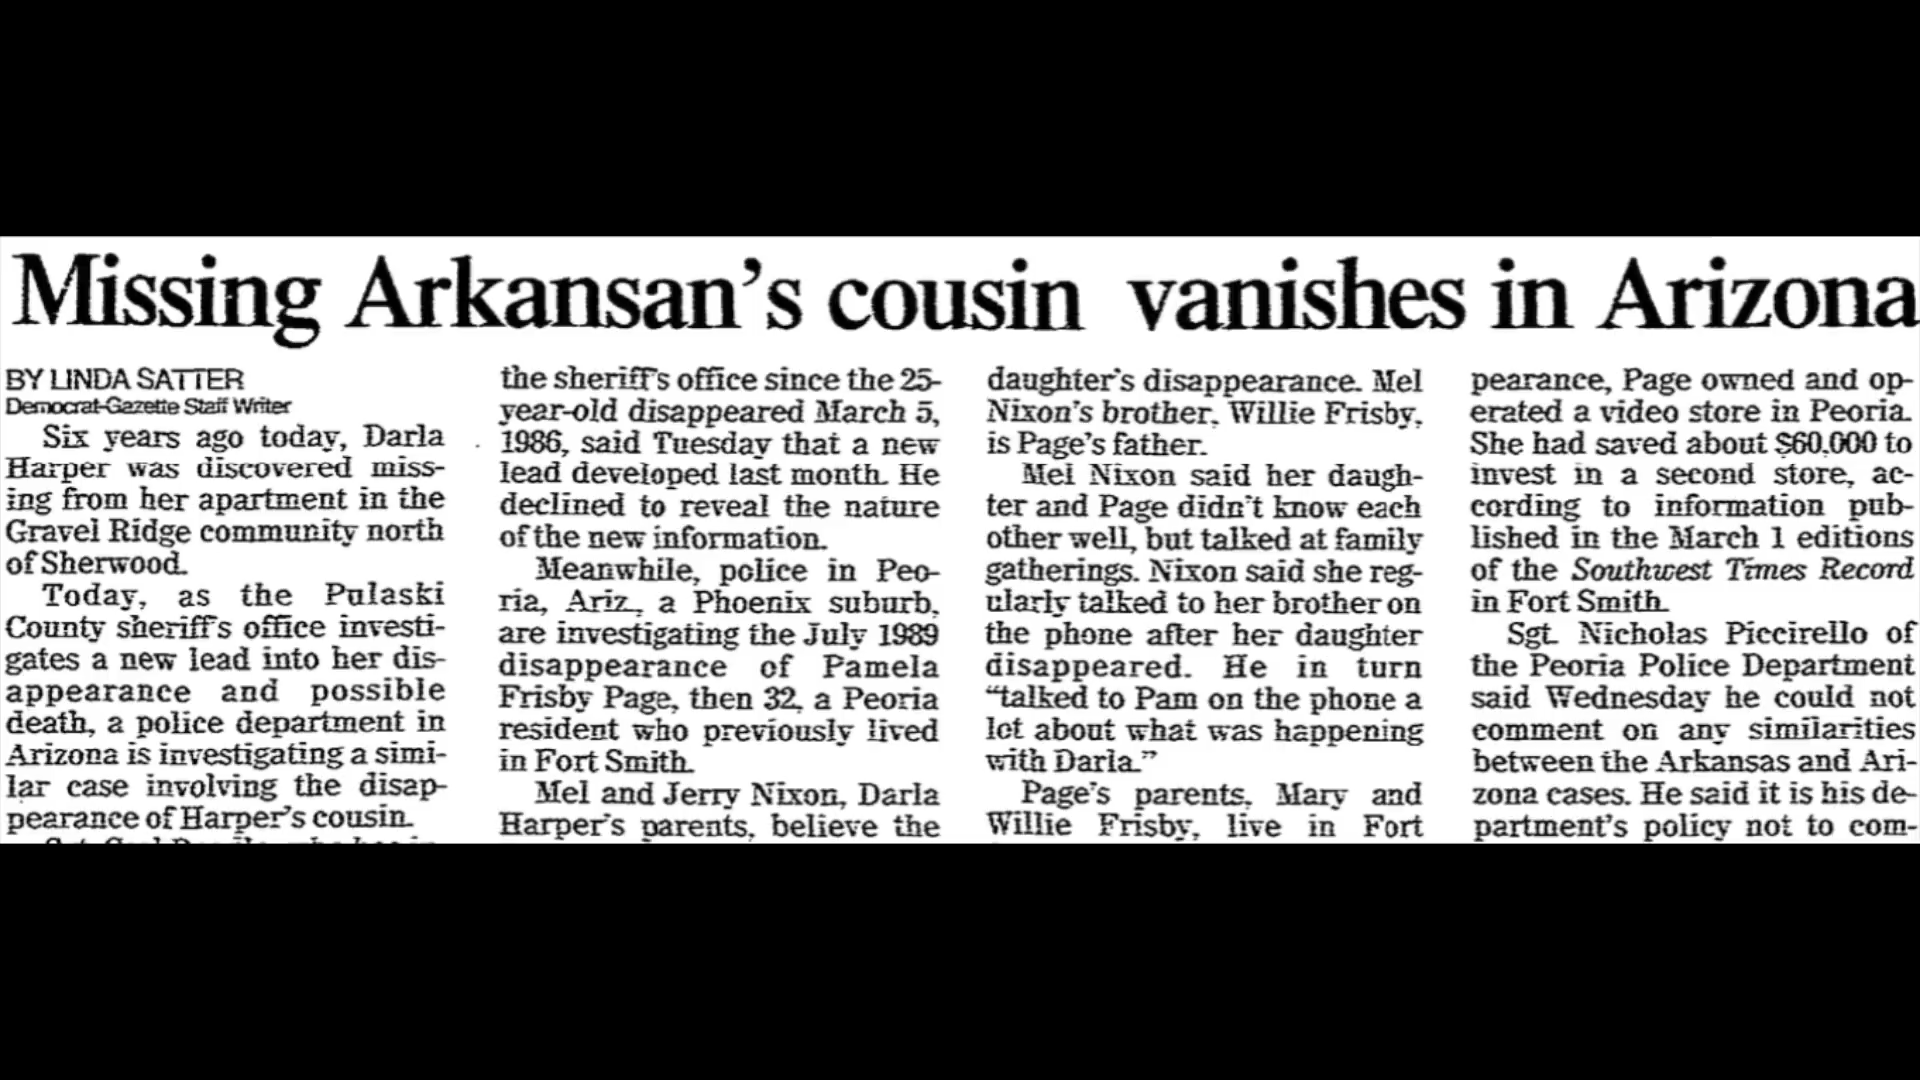 Missing Arkansan's cousin vanishes in Arizona
BY LINDA SATTER
Democrat-Gazette Staff Writer
Six years ago today, Darla
Harper was discovered miss-
ing from her apartment in the
Gravel Ridge community north
of Sherwood.
Today, as the Pulaski
County sheriff's office investi-
gates a new lead into her dis-
appearance and possible
death, a police department in
Arizona is investigating a simi-
lar case involving the disap-
pearance of Harper's cousin.
the sheriff's office since the 25-
year-old disappeared March 5,
1986, said Tuesday that a new
lead developed last month. He
declined to reveal the nature
of the new information.
Meanwhile, police in Peo-
ria, Ariz., a Phoenix suburb,
are investigating the July 1989
disappearance of Pamela
Frisby Page, then 32, a Peoria
resident who previously lived
in Fort Smith.
Mel and Jerry Nixon, Darla
Harper's parents, believe the
daughter's disappearance. Mel
Nixon's brother, Willie Frisby,
is Page's father.
Mel Nixon said her daugh-
ter and Page didn't know each
other well, but talked at family
gatherings. Nixon said she reg-
ularly talked to her brother on
the phone after her daughter
disappeared. He in turn
"talked to Pam on the phone a
lot about what was happening
with Darla."
Page's parents, Mary and
Willie Frisby, live in Fort
pearance, Page owned and op-
erated a video store in Peoria.
She had saved about $60,000 to
invest in a second store, ac-
cording to information pub-
lished in the March 1 editions
of the Southwest Times Record
in Fort Smith.
Sgt. Nicholas Piccirello of
the Peoria Police Department
said Wednesday he could not
comment on any similarities
between the Arkansas and Ari-
zona cases. He said it is his de-
partment's policy not to com-